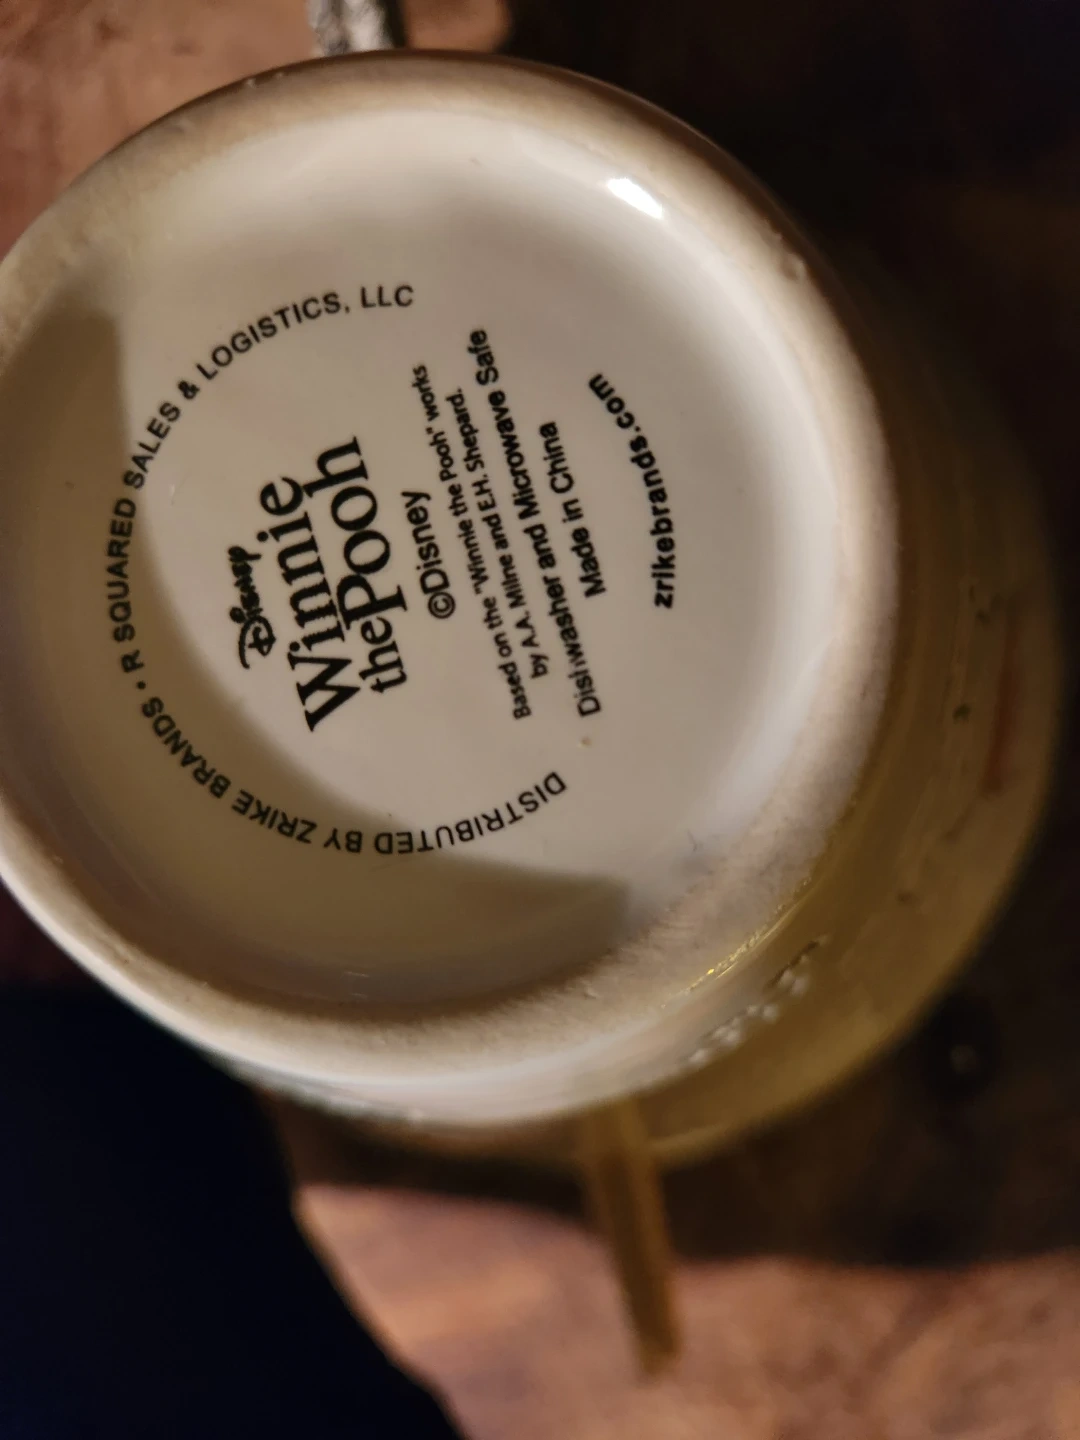 DISTRIBUTED BY ZRIKE BRANDS • R SQUARED SALES & LOGISTICS, LLC
Disney
Winnie
the Pooh
©Disney
Based on the "Winnie the Pooh" works
by A.A. Milne and E.H. Shepard.
Dishwasher and Microwave Safe
Made in China
zrikebrands.com